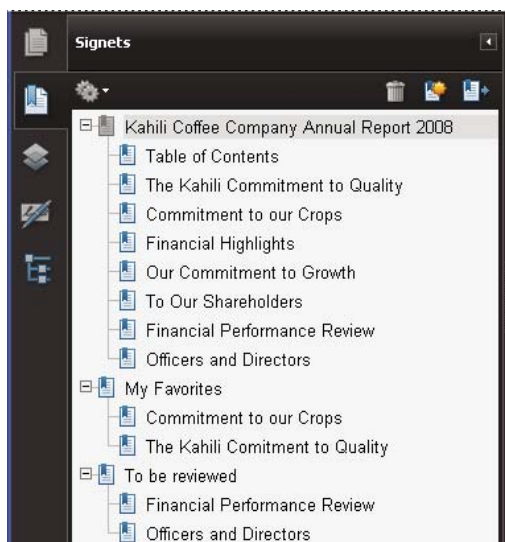 Signets
Kahili Coffee Company Annual Report 2008
Table of Contents
The Kahili Commitment to Quality
Commitment to our Crops
Financial Highlights
Our Commitment to Growth
To Our Shareholders
Financial Performance Review
Officers and Directors
My Favorites
Commitment to our Crops
The Kahili Comitment to Quality
To be reviewed
Financial Performance Review
Officers and Directors